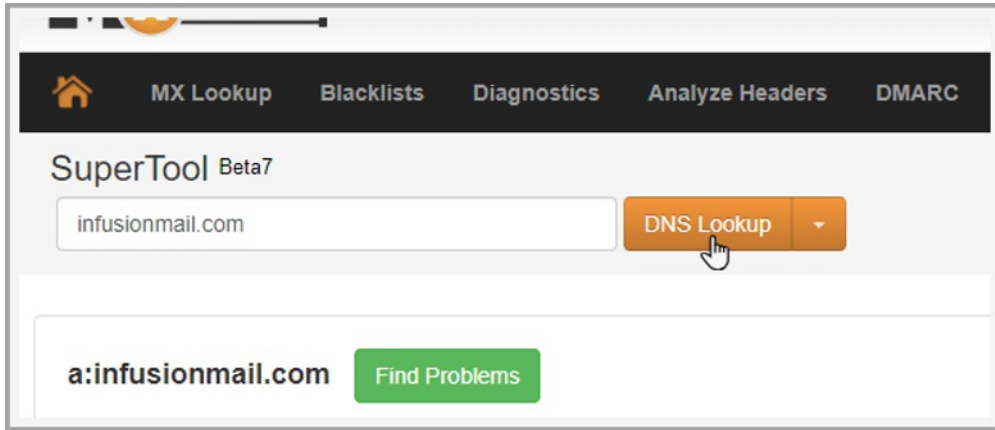 MX Lookup Blacklists Diagnostics Analyze Headers DMARC
SuperTool Beta7
infusionmail.com DNS Lookup
a:infusionmail.com Find Problems